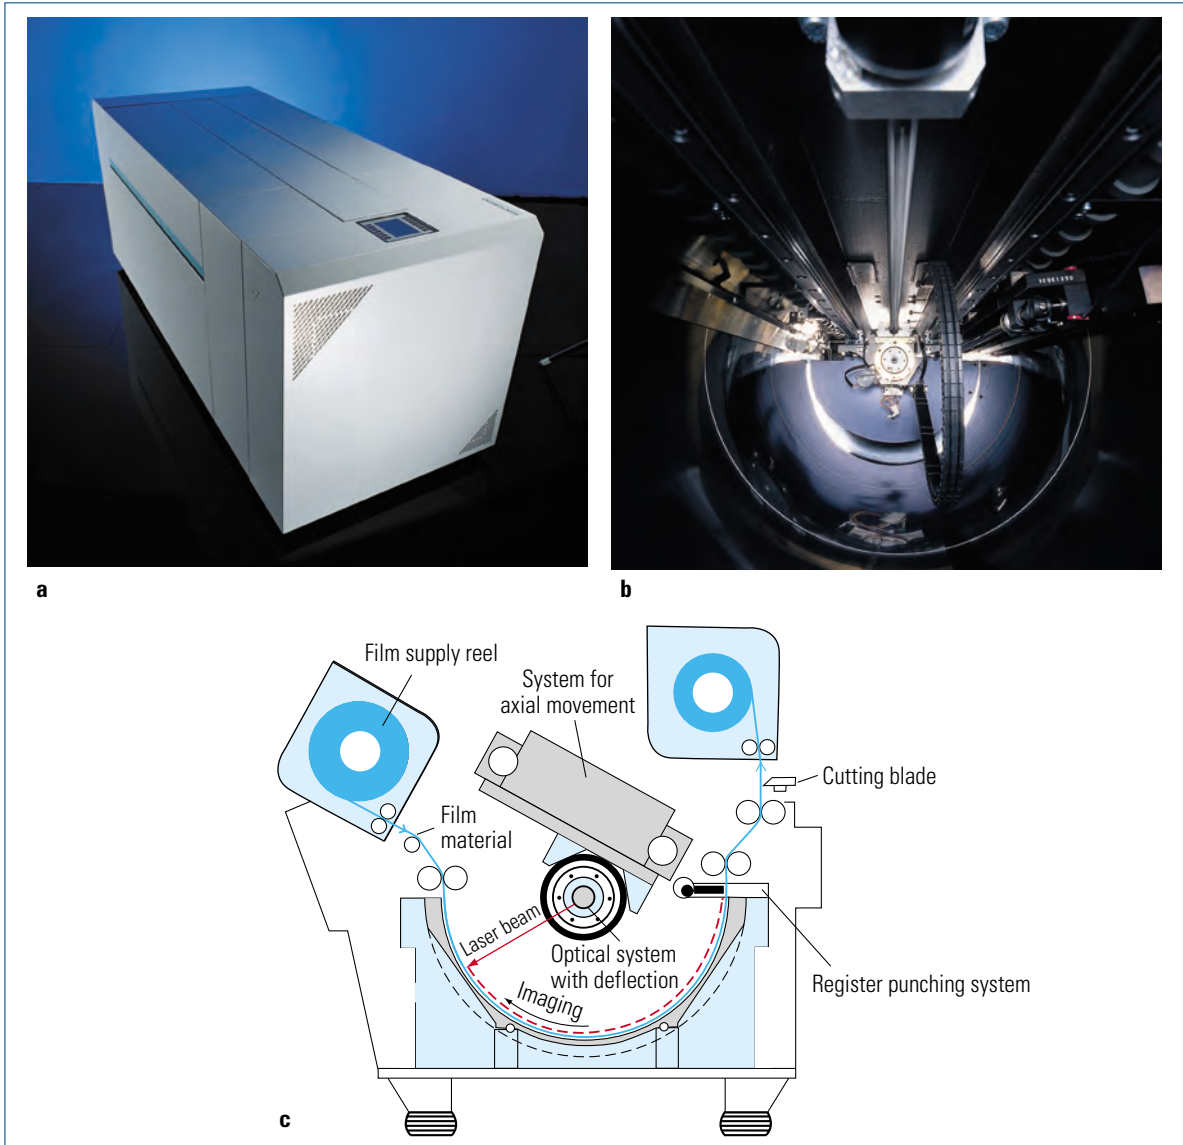 a
b
Film supply reel
System for
axial movement
Cutting blade
Film
material
Laser beam
Optical system
with deflection
Imaging
Register punching system
c